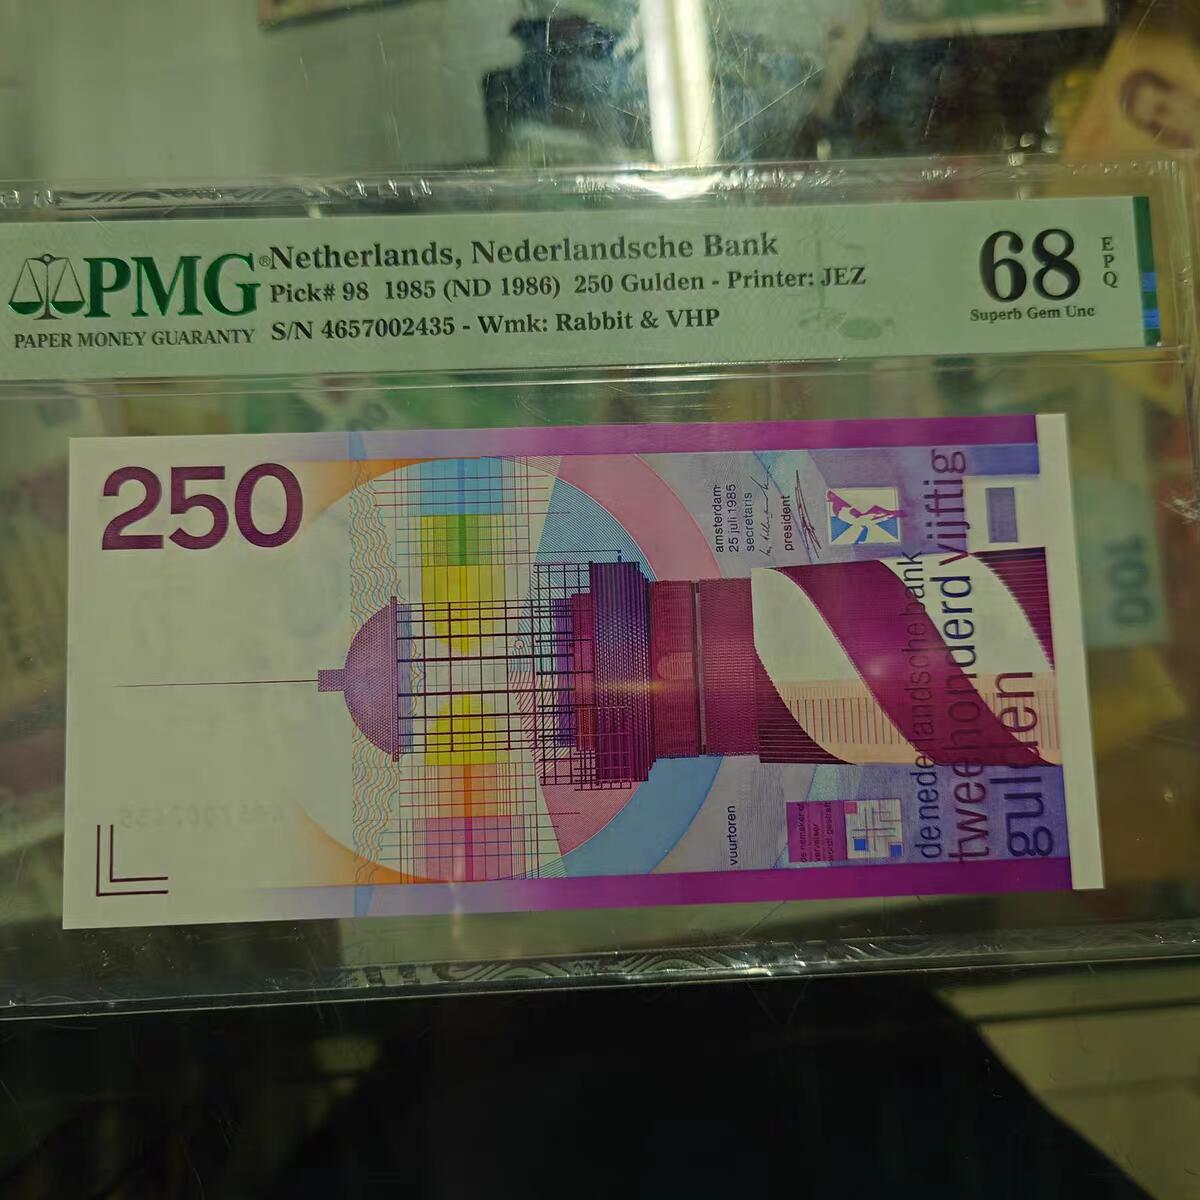 PMG®
PAPER MONEY GUARANTY
Netherlands, Nederlandsche Bank
Pick# 98 1985 (ND 1986) 250 Gulden - Printer: JEZ
S/N 4657002435 - Wmk: Rabbit & VHP
68
EPQ
Superb Gem Unc
250
amsterdam
25 juli 1985
secretaris
president
vuurtoren
de nederlandsche bank
tweehonderd vijftig
gulden
100